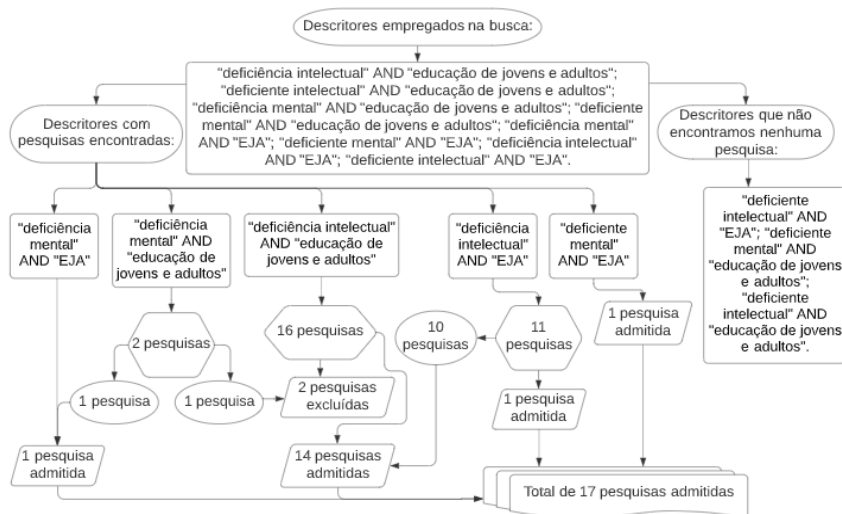 Descritores empregados na busca:
"deficiência intelectual" AND "educação de jovens e adultos";
"deficiente intelectual" AND "educação de jovens e adultos";
"deficiência mental" AND "educação de jovens e adultos"; "deficiente
mental" AND "educação de jovens e adultos"; "deficiência mental"
AND "EJA"; "deficiente mental" AND "EJA"; "deficiência intelectual"
AND "EJA"; "deficiente intelectual" AND "EJA".
Descritores com
pesquisas encontradas:
Descritores que não
encontramos nenhuma
pesquisa:
"deficiência
mental"
AND "EJA"
"deficiência
mental" AND
"educação de
jovens e adultos"
"deficiência intelectual"
AND "educação de
jovens e adultos"
"deficiência
intelectual"
AND "EJA"
"deficiente
mental"
AND "EJA"
"deficiente
intelectual" AND
"EJA"; "deficiente
mental" AND
"educação de jovens
e adultos";
"deficiente
intelectual" AND
"educação de jovens
e adultos".
2 pesquisas
16 pesquisas
10
pesquisas
11
pesquisas
1 pesquisa
admitida
1 pesquisa
1 pesquisa
2 pesquisas
excluídas
1 pesquisa
admitida
1 pesquisa
admitida
14 pesquisas
admitidas
Total de 17 pesquisas admitidas